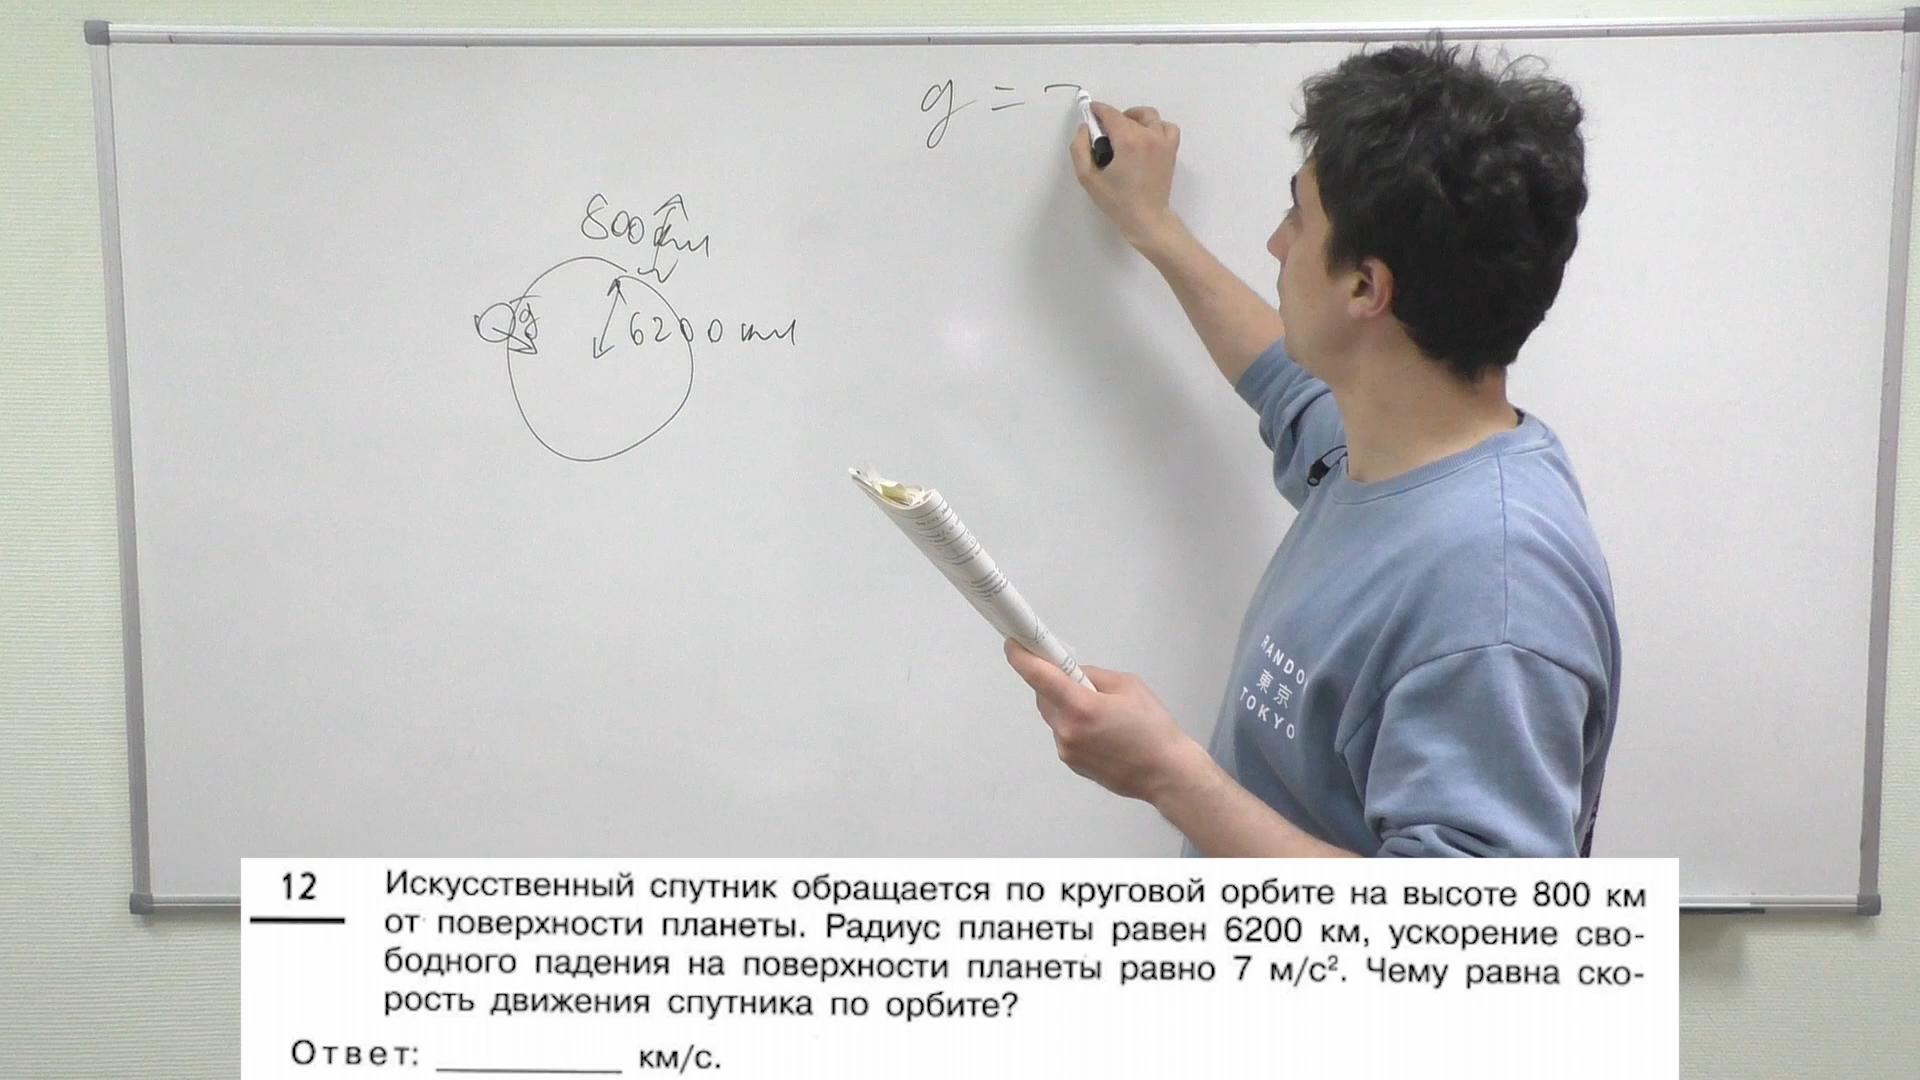 g = 7
800 км
g
6200 км
RANDO
東京
TOKYO
12 Искусственный спутник обращается по круговой орбите на высоте 800 км
от поверхности планеты. Радиус планеты равен 6200 км, ускорение сво-
бодного падения на поверхности планеты равно 7 м/с². Чему равна ско-
рость движения спутника по орбите?
Ответ: ____________ км/с.